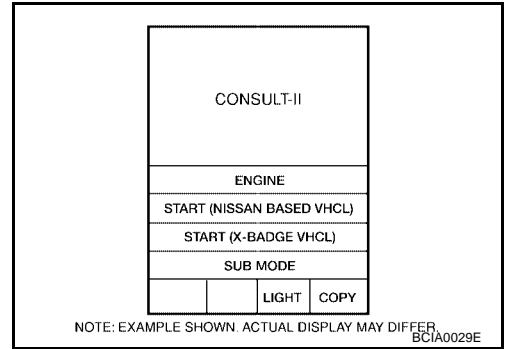 CONSULT-II
ENGINE
START (NISSAN BASED VHCL)
START (X-BADGE VHCL)
SUB MODE
LIGHT COPY
NOTE: EXAMPLE SHOWN. ACTUAL DISPLAY MAY DIFFER.
BCIA0029E